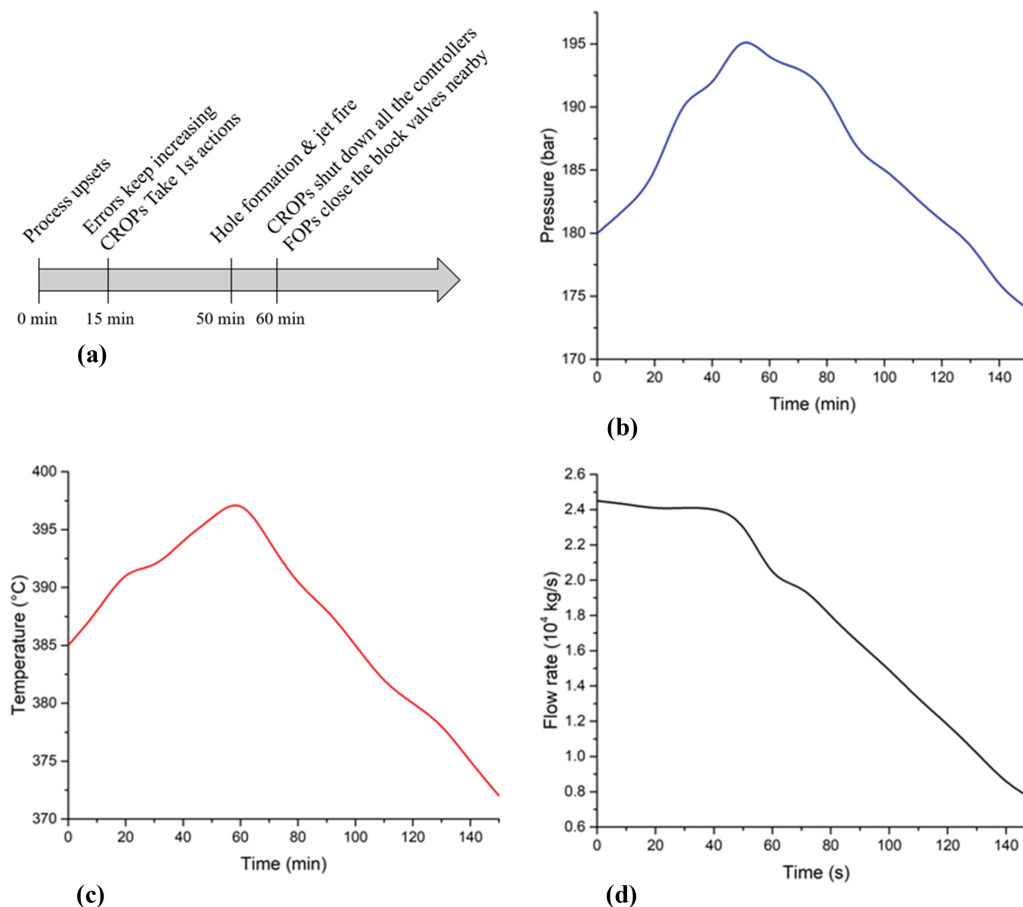 Process upsets
Errors keep increasing
CROPs Take 1st actions
Hole formation & jet fire
CROPs shut down all the controllers
FOPs close the block valves nearby
0 min
15 min
50 min
60 min
(a)
195
190
185
180
175
170
Pressure (bar)
0
20
40
60
80
100
120
140
Time (min)
(b)
400
395
390
385
380
375
370
Temperature (°C)
0
20
40
60
80
100
120
140
Time (min)
(c)
2.6
2.4
2.2
2.0
1.8
1.6
1.4
1.2
1.0
0.8
0.6
Flow rate (10⁴ kg/s)
0
20
40
60
80
100
120
140
Time (s)
(d)